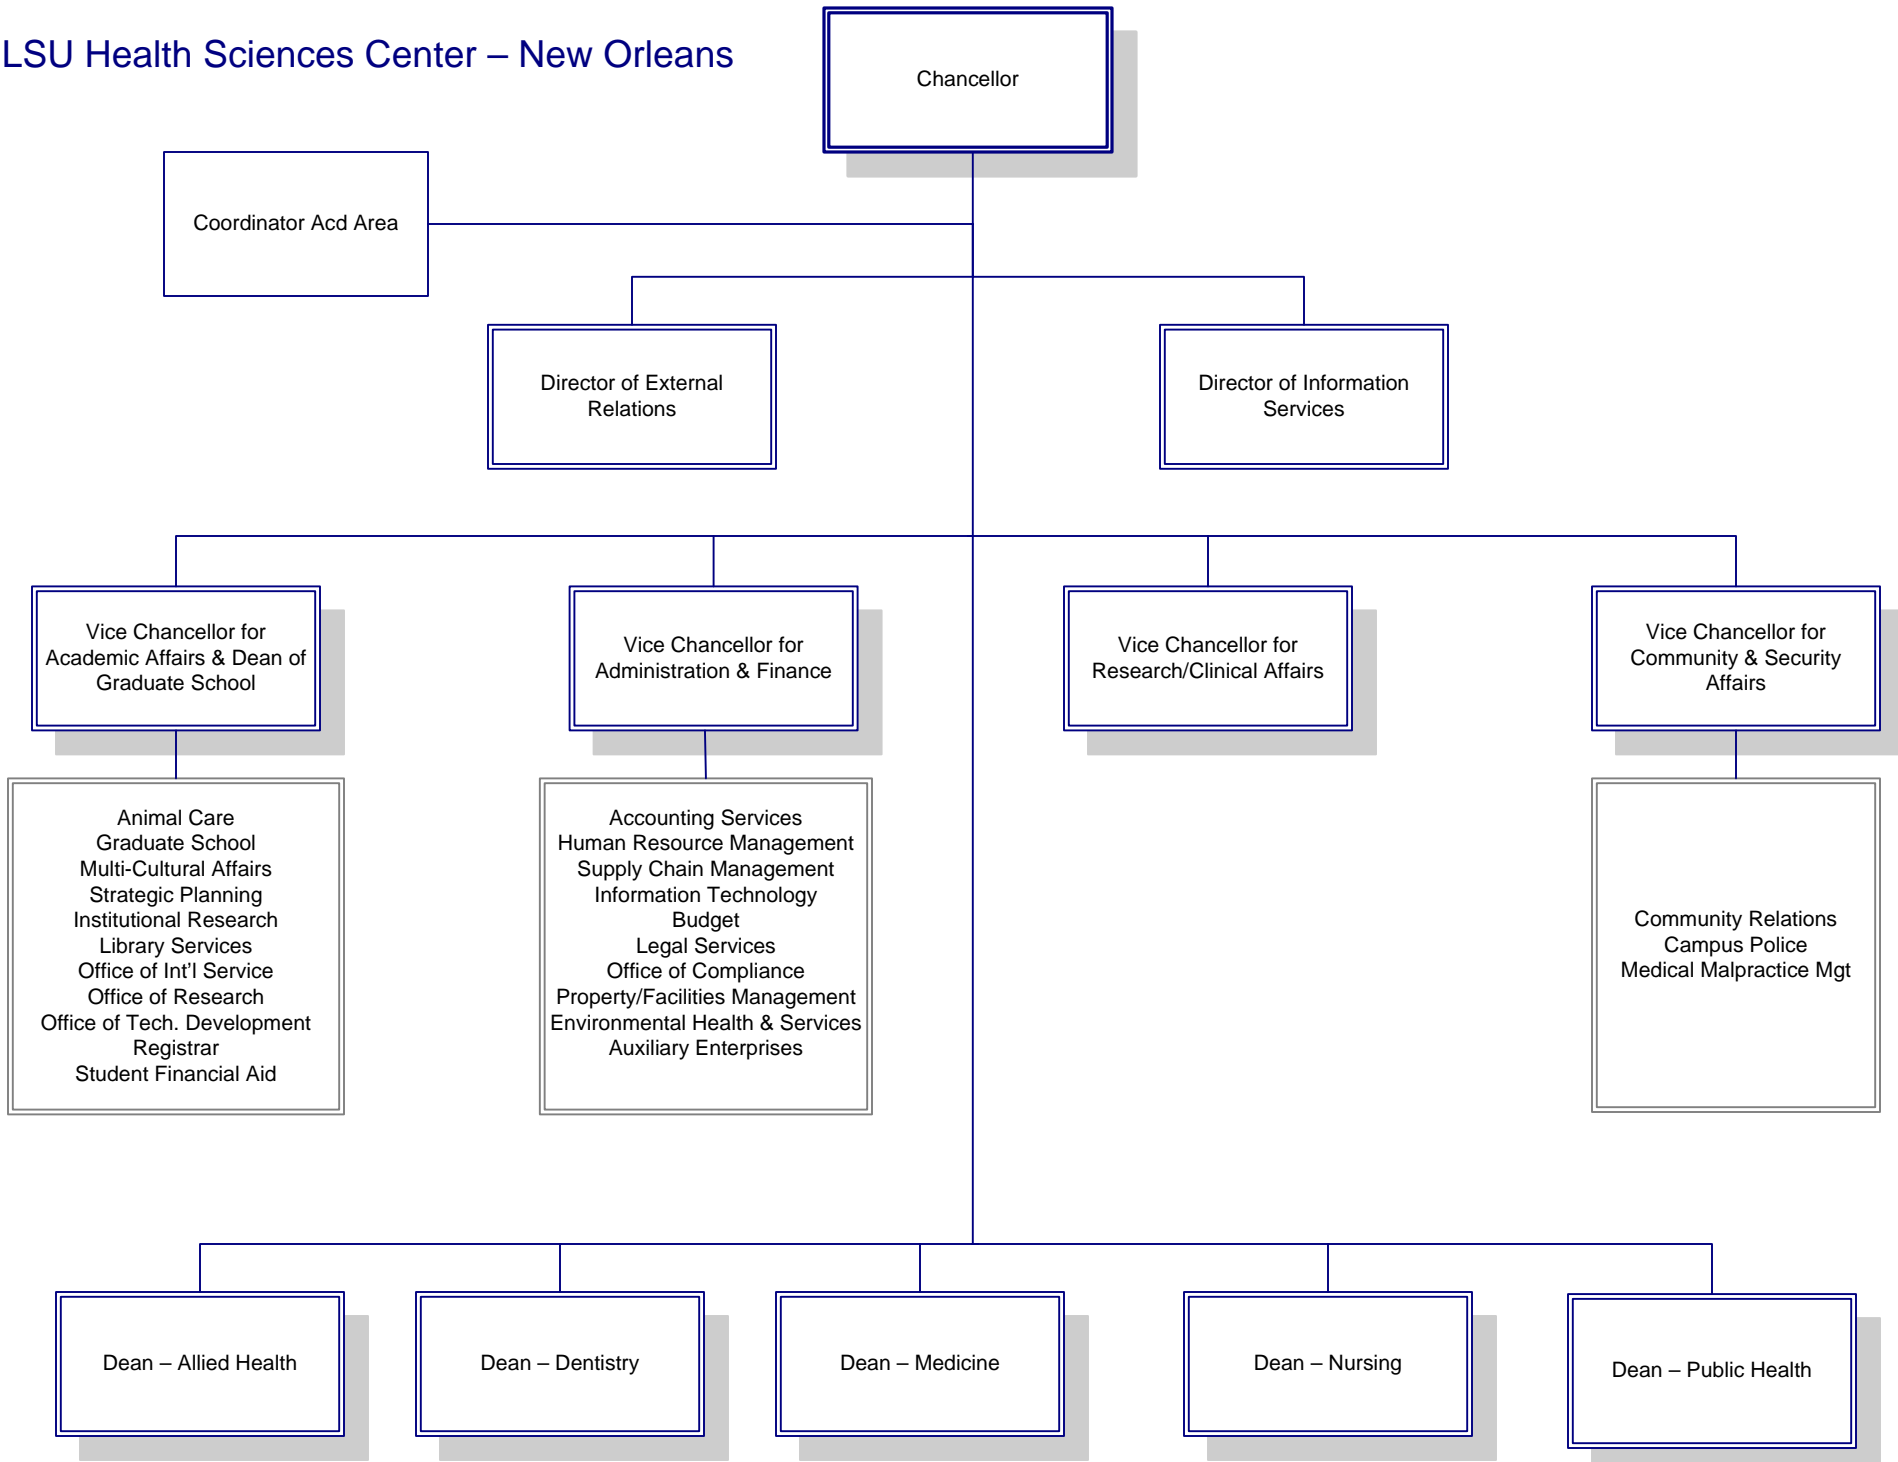 LSU Health Sciences Center – New Orleans
Chancellor
Coordinator Acd Area
Director of External
Relations
Director of Information
Services
Vice Chancellor for
Academic Affairs & Dean of
Graduate School
Vice Chancellor for
Administration & Finance
Vice Chancellor for
Research/Clinical Affairs
Vice Chancellor for
Community & Security
Affairs
Animal Care
Graduate School
Multi-Cultural Affairs
Strategic Planning
Institutional Research
Library Services
Office of Int’l Service
Office of Research
Office of Tech. Development
Registrar
Student Financial Aid
Accounting Services
Human Resource Management
Supply Chain Management
Information Technology
Budget
Legal Services
Office of Compliance
Property/Facilities Management
Environmental Health & Services
Auxiliary Enterprises
Community Relations
Campus Police
Medical Malpractice Mgt
Dean – Allied Health
Dean – Dentistry
Dean – Medicine
Dean – Nursing
Dean – Public Health